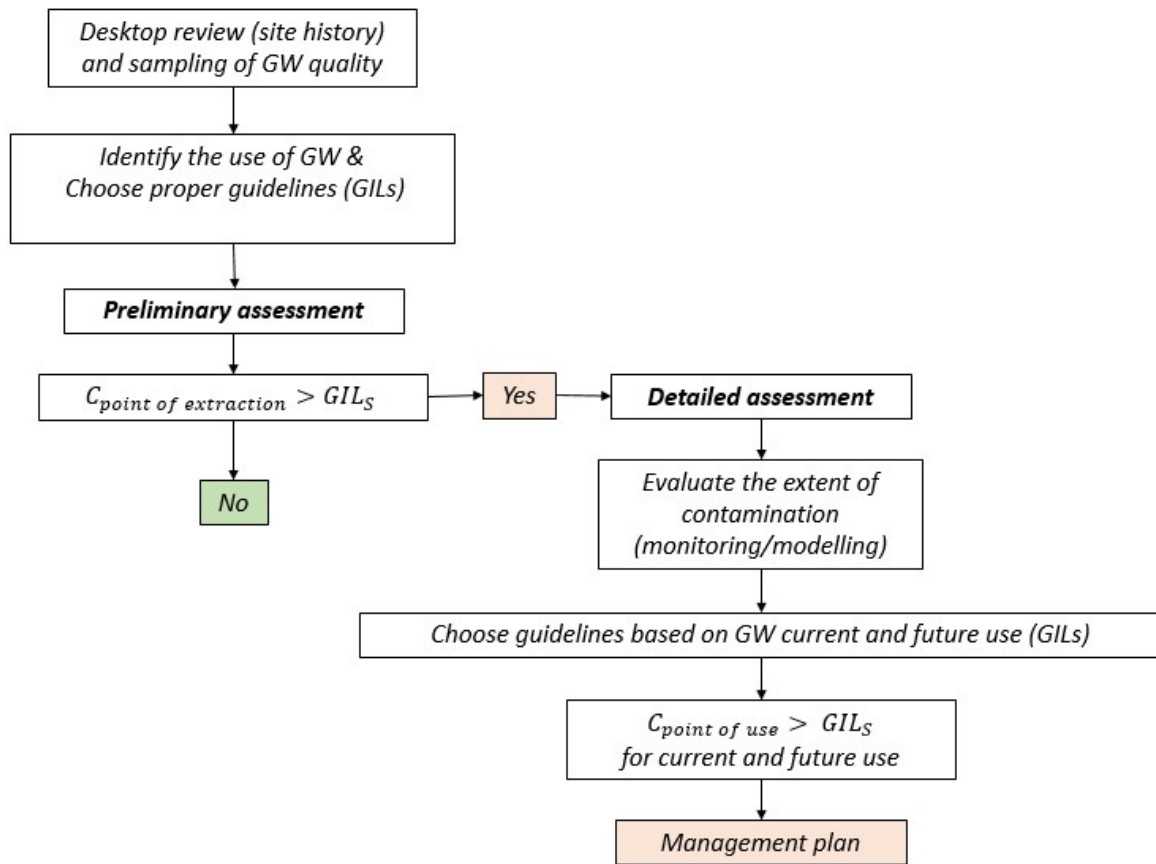 Desktop review (site history)
and sampling of GW quality
Identify the use of GW &
Choose proper guidelines (GILs)
Preliminary assessment
C_point of extraction > GIL_S
Yes
Detailed assessment
No
Evaluate the extent of
contamination
(monitoring/modelling)
Choose guidelines based on GW current and future use (GILs)
C_point of use > GIL_S
for current and future use
Management plan